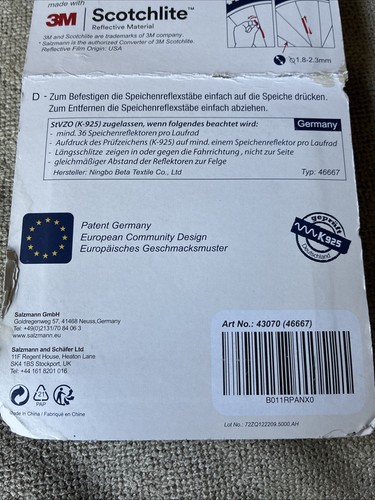 made with
3M Scotchlite™
Reflective Material
3M and Scotchlite are trademarks of 3M company
Salzmann is the authorized Converter of 3M Scotchlite.
Reflective Film Origin: USA
1.8-2.3mm
D - Zum Befestigen die Speichenreflexstäbe einfach auf die Speiche drücken.
Zum Entfernen die Speichenreflexstäbe einfach abziehen.
StVZO (K-925) zugelassen, wenn folgendes beachtet wird:
Germany
- mind. 36 Speichenreflektoren pro Laufrad
- Aufdruck des Prüfzeichens (K-925) auf mind. einem Speichenreflektor pro Laufrad
- Längsschlitze zeigen in oder gegen die Fahrrichtung, nicht zur Seite
- gleichmäßiger Abstand der Reflektoren zur Felge
Hersteller: Ningbo Beta Textile Co., Ltd
Typ: 46667
Patent Germany
European Community Design
Europäisches Geschmacksmuster
geprüft
K925
Deutschland
Salzmann GmbH
Goldregenweg 57, 41468 Neuss, Germany
Tel: +49(0)2131/70 84 06 3
www.salzmann.eu
Salzmann and Schäfer Ltd
11F Regent House, Heaton Lane
SK4 1BS Stockport, UK
Tel: +44 161 8201 016
21
PAP
Made in China / Fabriqué en Chine
Art No.: 43070 (46667)
B011RPANX0
Lot No.: 72ZQ122209.5000.AH